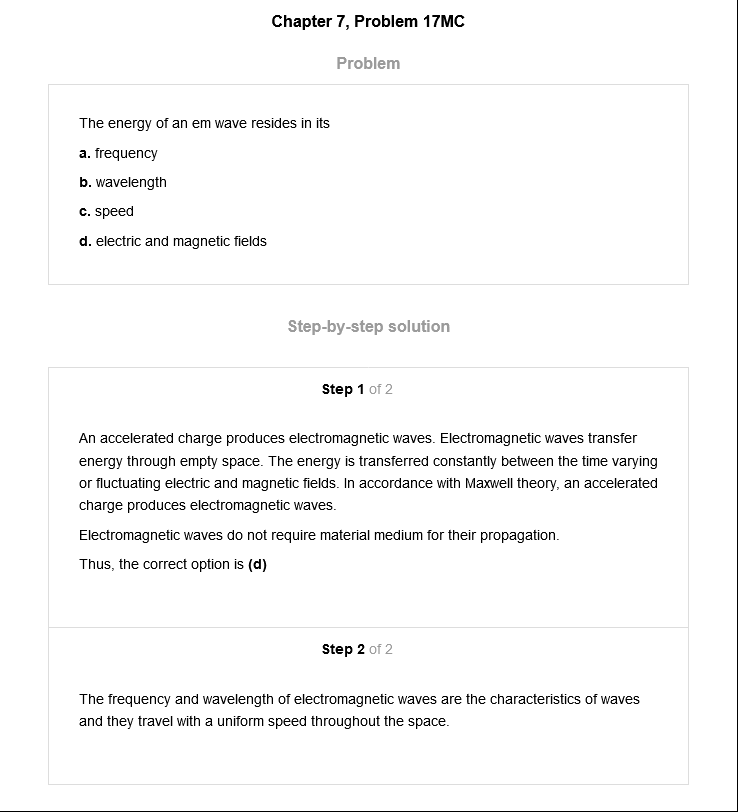 Chapter 7, Problem 17MC
Problem
The energy of an em wave resides in its
a. frequency
b. wavelength
c. speed
d. electric and magnetic fields
Step-by-step solution
Step 1 of 2
An accelerated charge produces electromagnetic waves. Electromagnetic waves transfer
energy through empty space. The energy is transferred constantly between the time varying
or fluctuating electric and magnetic fields. In accordance with Maxwell theory, an accelerated
charge produces electromagnetic waves.
Electromagnetic waves do not require material medium for their propagation.
Thus, the correct option is (d)
Step 2 of 2
The frequency and wavelength of electromagnetic waves are the characteristics of waves
and they travel with a uniform speed throughout the space.